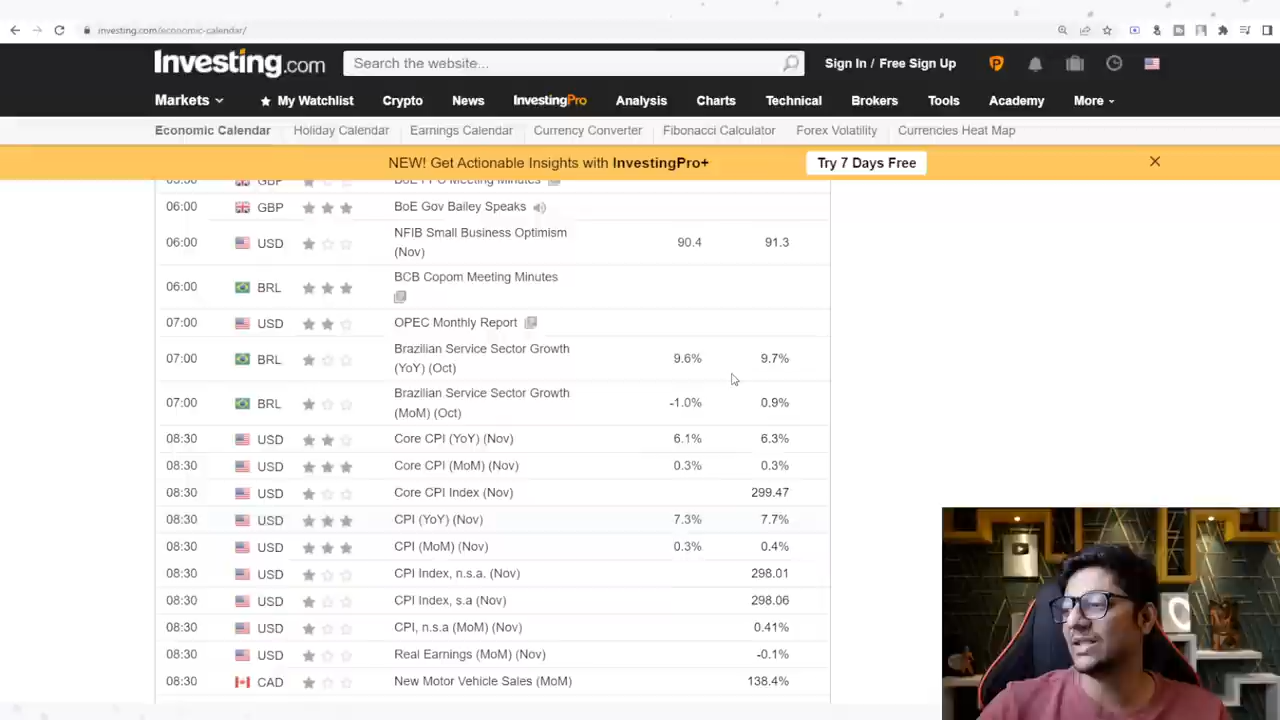 investing.com/economic-calendar/
Investing.com
Search the website...
Sign In / Free Sign Up
Markets
My Watchlist
Crypto
News
InvestingPro
Analysis
Charts
Technical
Brokers
Tools
Academy
More
Economic Calendar
Holiday Calendar
Earnings Calendar
Currency Converter
Fibonacci Calculator
Forex Volatility
Currencies Heat Map
NEW! Get Actionable Insights with InvestingPro+
Try 7 Days Free
GBP
Meeting Minutes
06:00 GBP BoE Gov Bailey Speaks
06:00 USD NFIB Small Business Optimism (Nov) 90.4 91.3
06:00 BRL BCB Copom Meeting Minutes
07:00 USD OPEC Monthly Report
07:00 BRL Brazilian Service Sector Growth (YoY) (Oct) 9.6% 9.7%
07:00 BRL Brazilian Service Sector Growth (MoM) (Oct) -1.0% 0.9%
08:30 USD Core CPI (YoY) (Nov) 6.1% 6.3%
08:30 USD Core CPI (MoM) (Nov) 0.3% 0.3%
08:30 USD Core CPI Index (Nov) 299.47
08:30 USD CPI (YoY) (Nov) 7.3% 7.7%
08:30 USD CPI (MoM) (Nov) 0.3% 0.4%
08:30 USD CPI Index, n.s.a. (Nov) 298.01
08:30 USD CPI Index, s.a (Nov) 298.06
08:30 USD CPI, n.s.a (MoM) (Nov) 0.41%
08:30 USD Real Earnings (MoM) (Nov) -0.1%
08:30 CAD New Motor Vehicle Sales (MoM) 138.4%